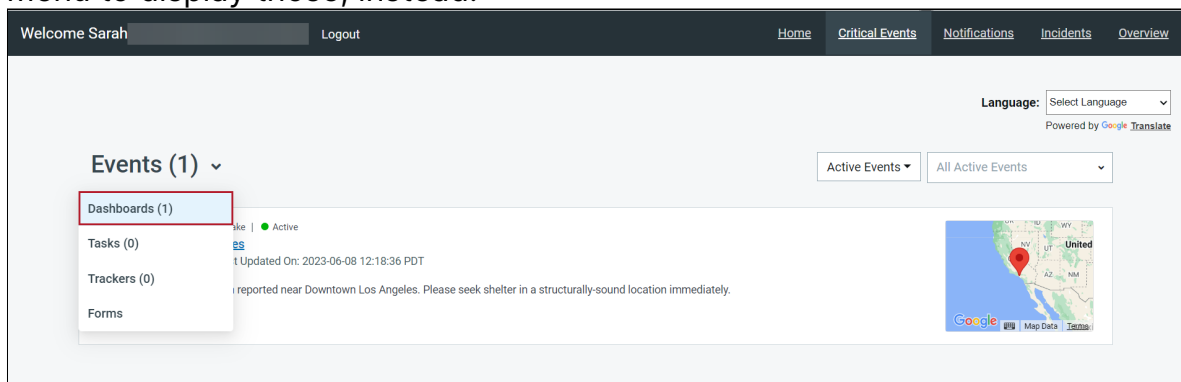 Welcome Sarah Logout Home Critical Events Notifications Incidents Overview
Language: Select Language
Powered by Google Translate
Events (1) Active Events All Active Events
Dashboards (1)
Active
Tasks (0)
Updated On: 2023-06-08 12:18:36 PDT
Trackers (0)
reported near Downtown Los Angeles. Please seek shelter in a structurally-sound location immediately.
Forms
WY
NV UT United
AZ NM
Google Map Data Terms